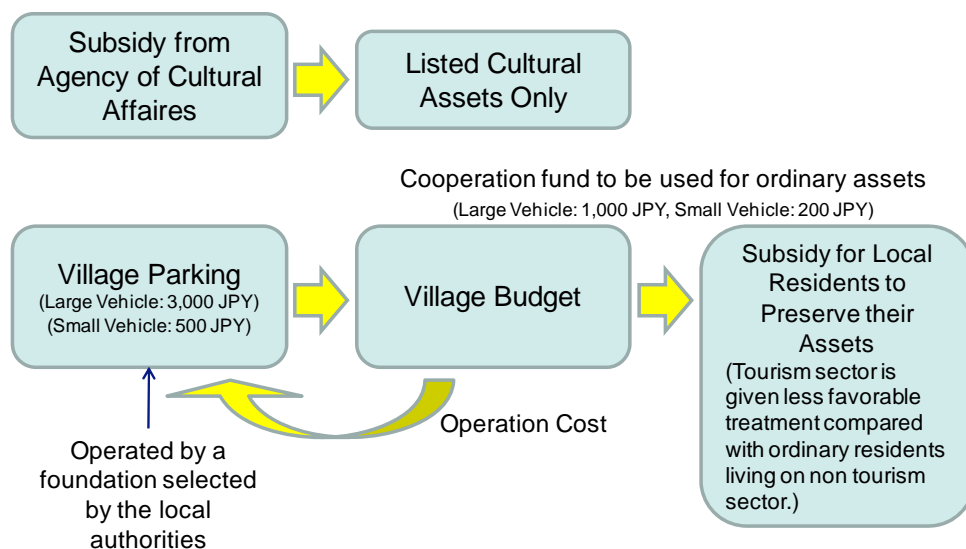 Subsidy from
Agency of Cultural
Affaires
Listed Cultural
Assets Only
Cooperation fund to be used for ordinary assets
(Large Vehicle: 1,000 JPY, Small Vehicle: 200 JPY)
Village Parking
(Large Vehicle: 3,000 JPY)
(Small Vehicle: 500 JPY)
Village Budget
Subsidy for Local
Residents to
Preserve their
Assets
(Tourism sector is
given less favorable
treatment compared
with ordinary residents
living on non tourism
sector.)
Operation Cost
Operated by a
foundation selected
by the local
authorities